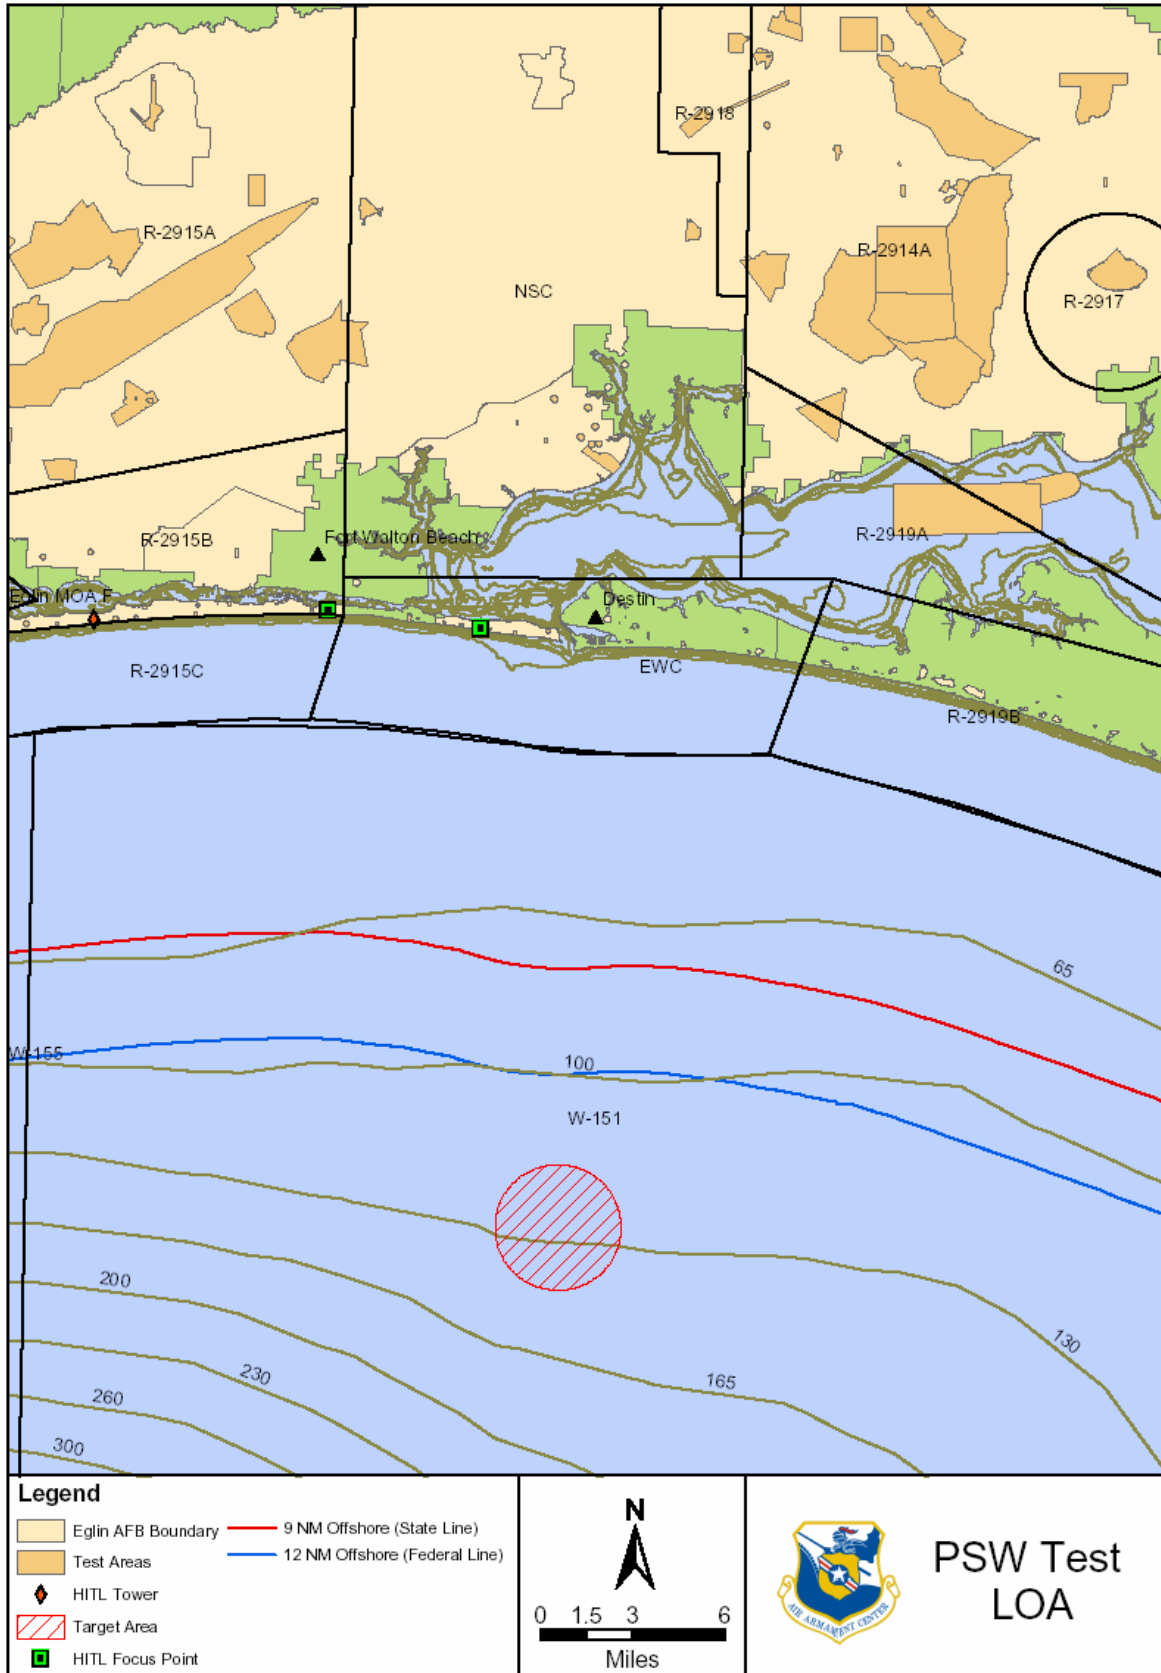 R-2918
R-2915A
R-2914A
NSC
R-2917
R-2915B
Fort Walton Beach
R-2919A
Eglin MOA F
Destin
R-2915C
EWC
R-2919B
65
W-155
100
W-151
200
130
230
165
260
300
Legend
Eglin AFB Boundary
Test Areas
HITL Tower
Target Area
HITL Focus Point
9 NM Offshore (State Line)
12 NM Offshore (Federal Line)
N
0 1.5 3 6
Miles
AIR ARMAMENT CENTER
PSW Test
LOA